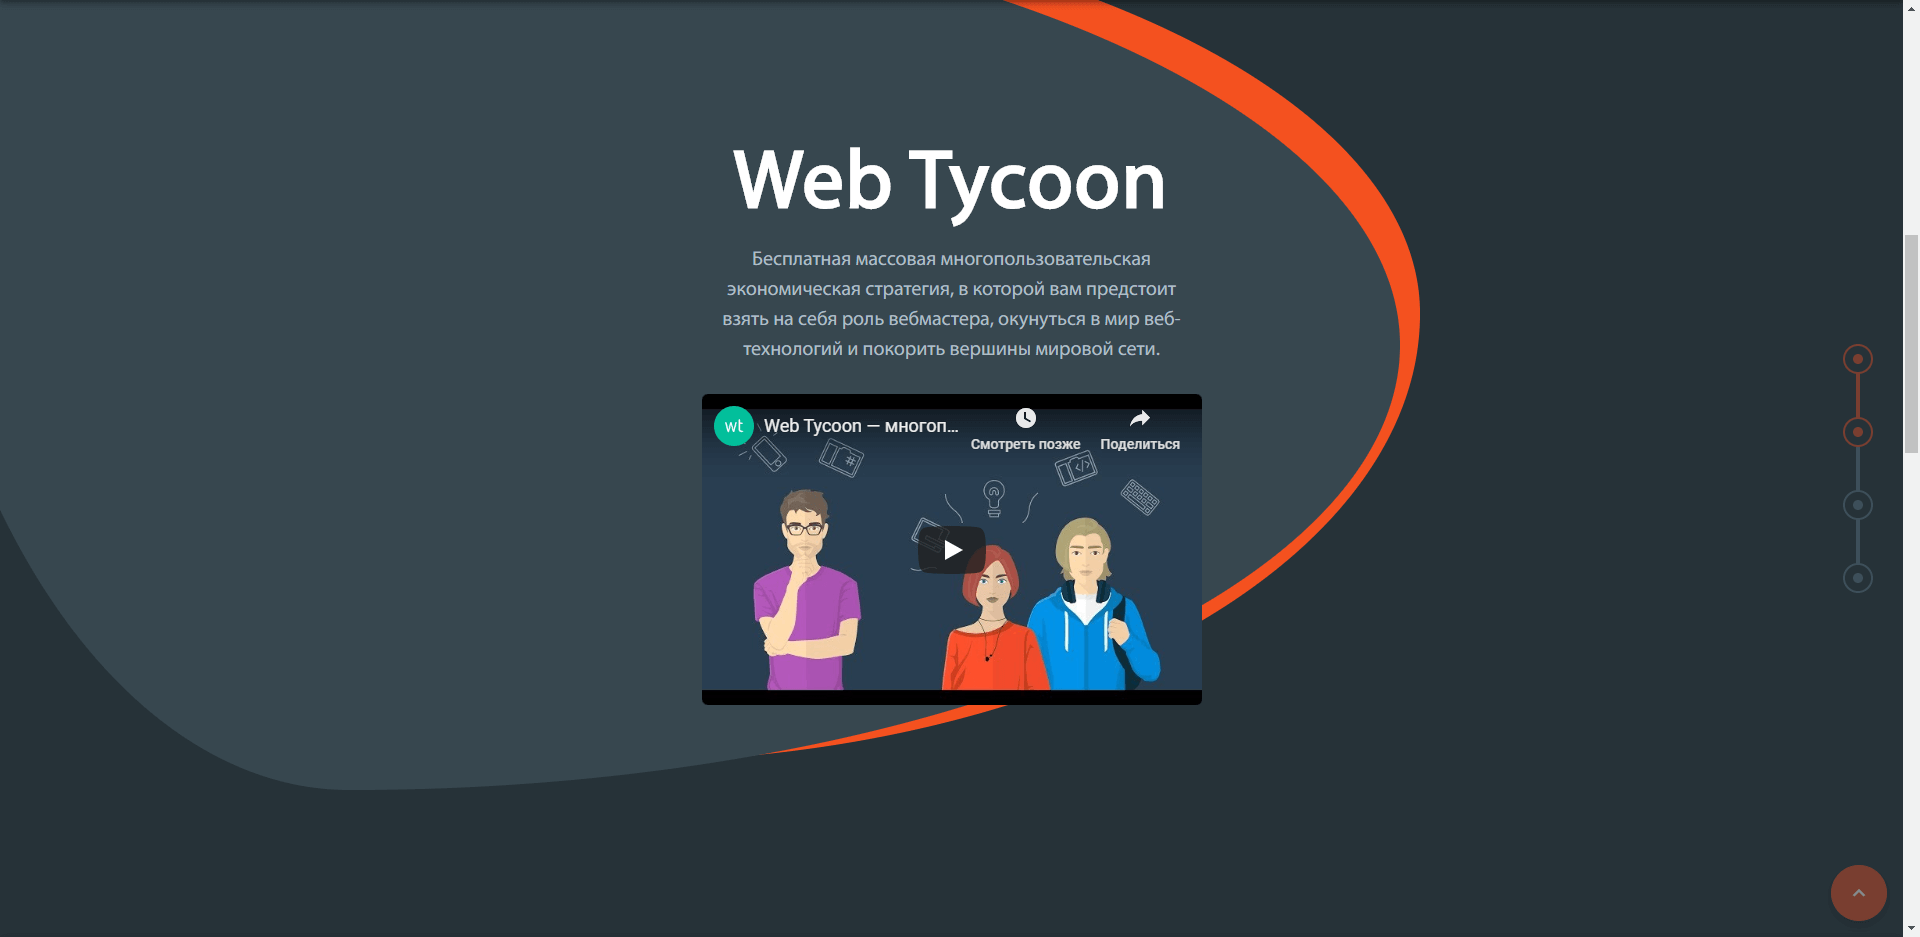 Web Tycoon
Бесплатная массовая многопользовательская
экономическая стратегия, в которой вам предстоит
взять на себя роль вебмастера, окунуться в мир веб-
технологий и покорить вершины мировой сети.
wt Web Tycoon — многоп...
Смотреть позже Поделиться
#
</>